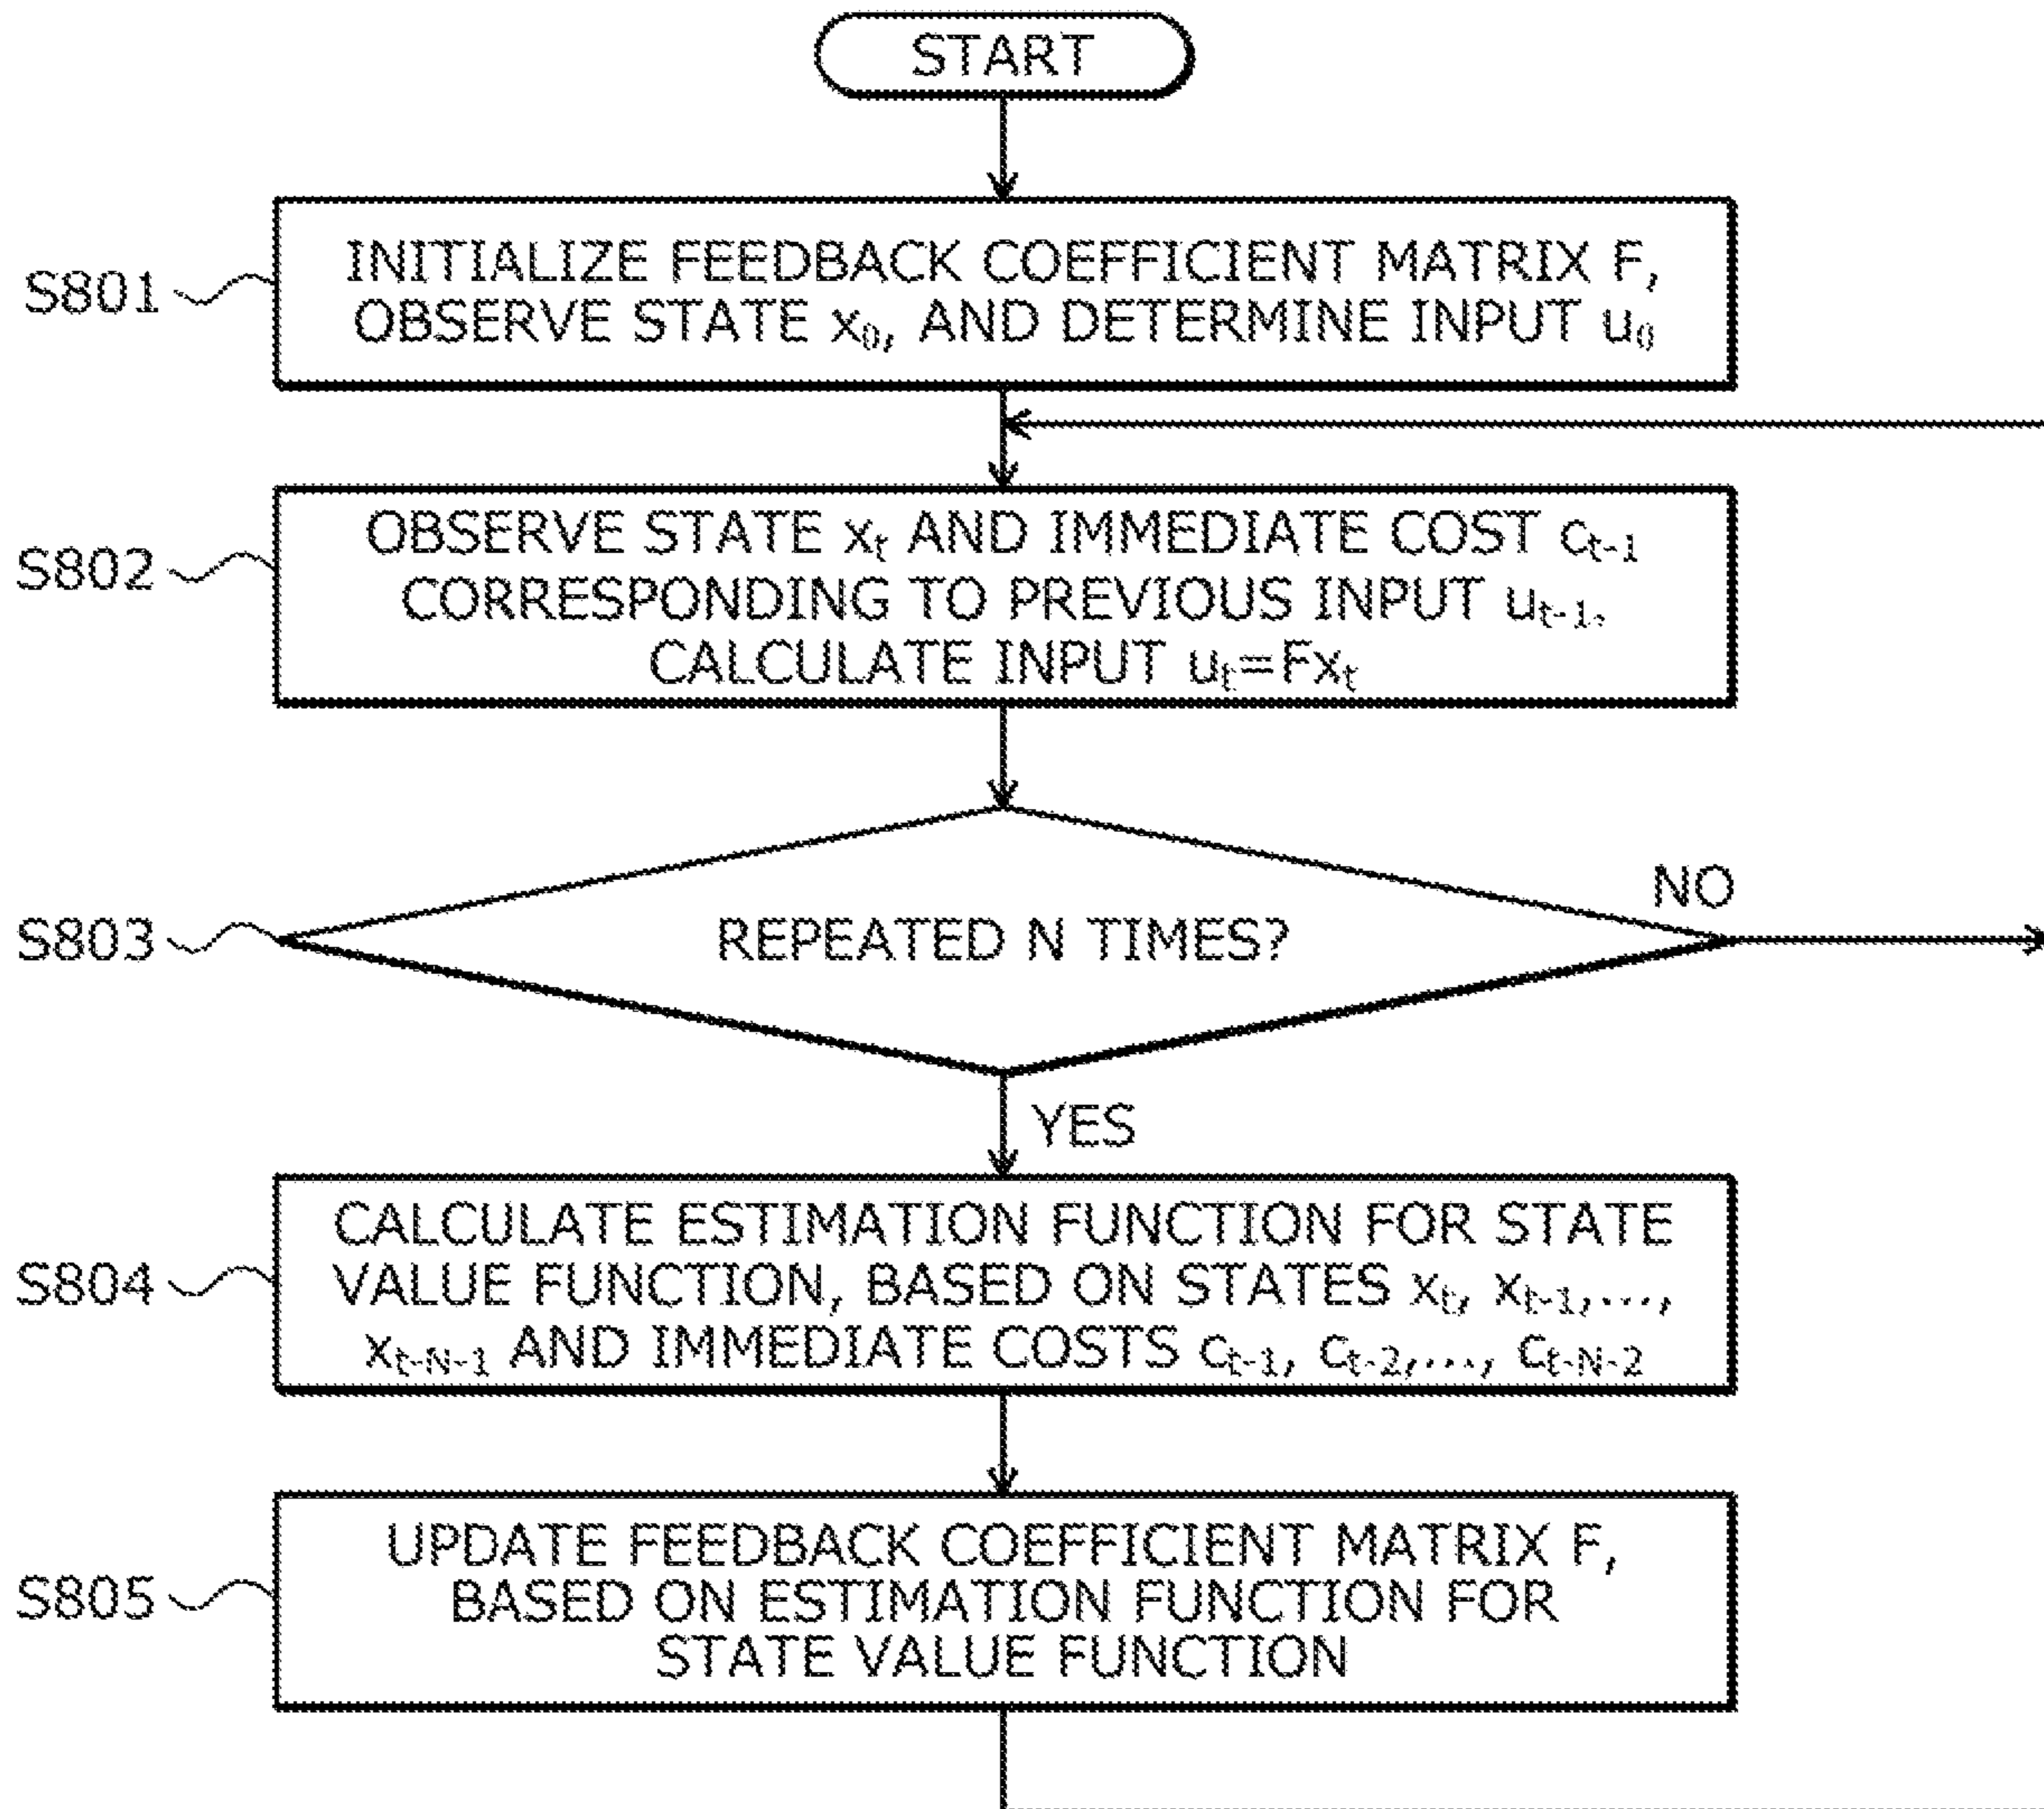 START
S801
INITIALIZE FEEDBACK COEFFICIENT MATRIX F,
OBSERVE STATE x₀, AND DETERMINE INPUT u₀
S802
OBSERVE STATE xₜ AND IMMEDIATE COST cₜ₋₁
CORRESPONDING TO PREVIOUS INPUT uₜ₋₁,
CALCULATE INPUT uₜ=Fxₜ
S803
REPEATED N TIMES?
NO
YES
S804
CALCULATE ESTIMATION FUNCTION FOR STATE
VALUE FUNCTION, BASED ON STATES xₜ, xₜ₋₁,...,
x_{t-N-1} AND IMMEDIATE COSTS cₜ₋₁, cₜ₋₂,..., c_{t-N-2}
S805
UPDATE FEEDBACK COEFFICIENT MATRIX F,
BASED ON ESTIMATION FUNCTION FOR
STATE VALUE FUNCTION